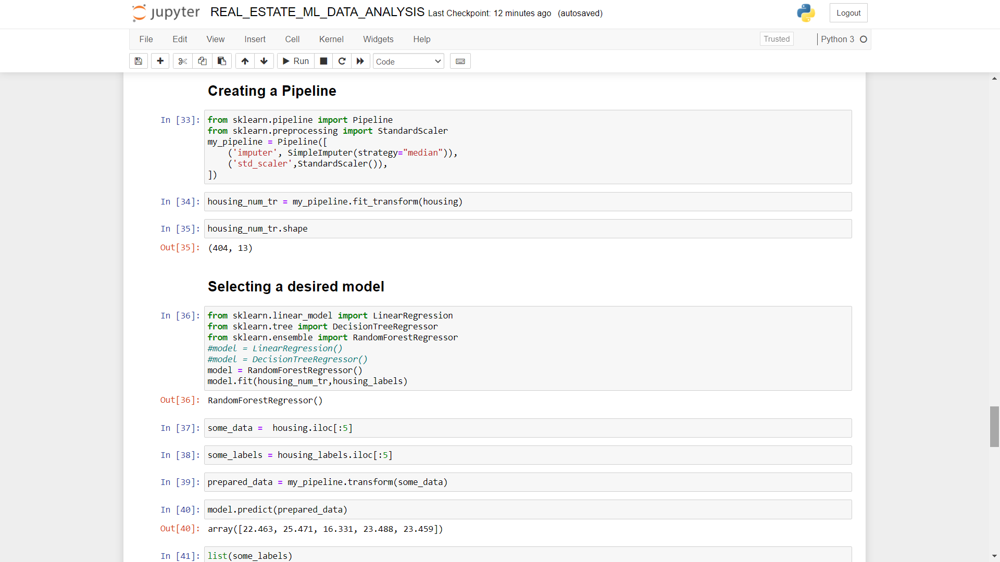 jupyter REAL_ESTATE_ML_DATA_ANALYSIS Last Checkpoint: 12 minutes ago (autosaved) Logout
File Edit View Insert Cell Kernel Widgets Help Trusted Python 3
Run Code
Creating a Pipeline
In [33]: from sklearn.pipeline import Pipeline
from sklearn.preprocessing import StandardScaler
my_pipeline = Pipeline([
('imputer', SimpleImputer(strategy="median")),
('std_scaler',StandardScaler()),
])
In [34]: housing_num_tr = my_pipeline.fit_transform(housing)
In [35]: housing_num_tr.shape
Out[35]: (404, 13)
Selecting a desired model
In [36]: from sklearn.linear_model import LinearRegression
from sklearn.tree import DecisionTreeRegressor
from sklearn.ensemble import RandomForestRegressor
#model = LinearRegression()
#model = DecisionTreeRegressor()
model = RandomForestRegressor()
model.fit(housing_num_tr,housing_labels)
Out[36]: RandomForestRegressor()
In [37]: some_data =  housing.iloc[:5]
In [38]: some_labels = housing_labels.iloc[:5]
In [39]: prepared_data = my_pipeline.transform(some_data)
In [40]: model.predict(prepared_data)
Out[40]: array([22.463, 25.471, 16.331, 23.488, 23.459])
In [41]: list(some_labels)